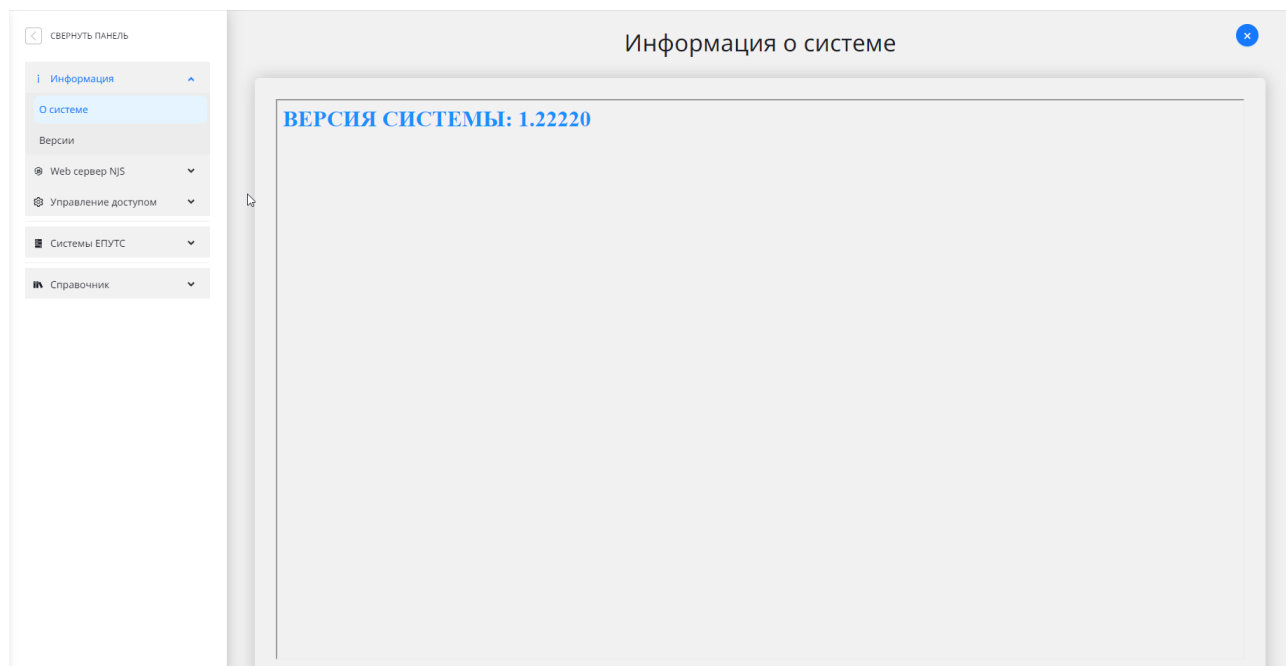 СВЕРНУТЬ ПАНЕЛЬ
Информация о системе
Информация
О системе
ВЕРСИЯ СИСТЕМЫ: 1.22220
Версии
Web сервер NJS
Управление доступом
Системы ЕПУТС
Справочник